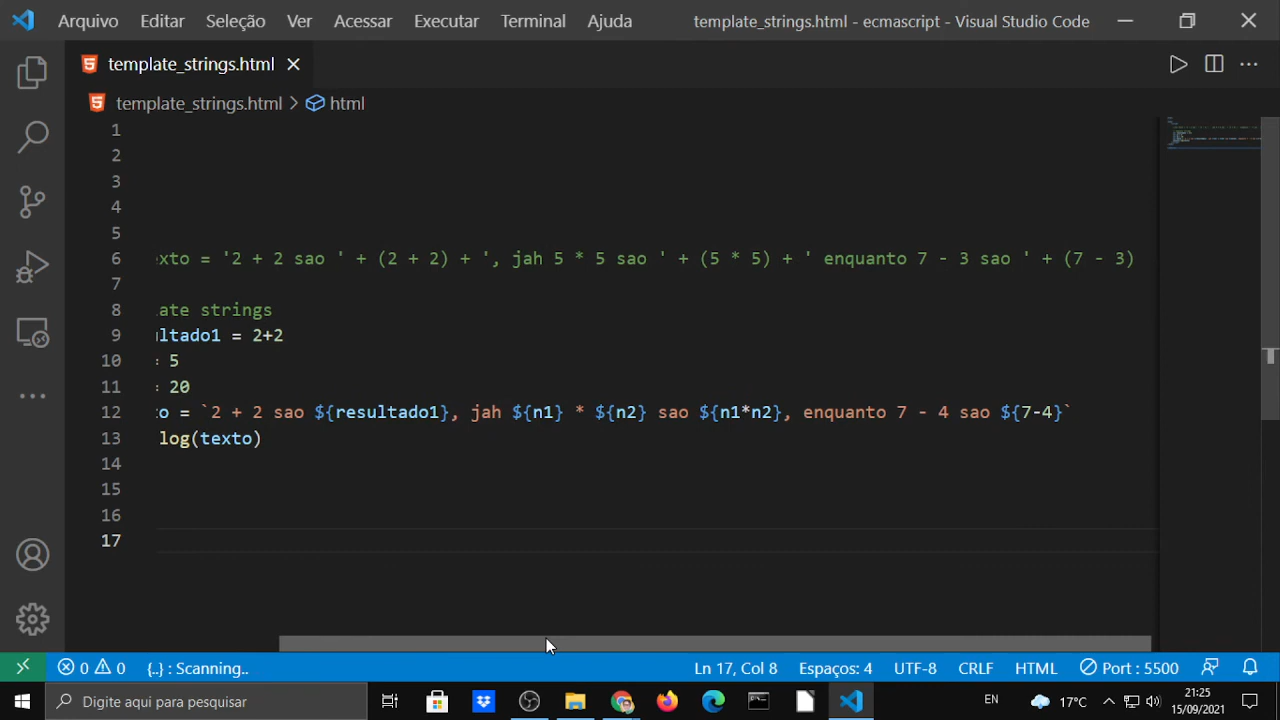 Arquivo Editar Seleção Ver Acessar Executar Terminal Ajuda template_strings.html - ecmascript - Visual Studio Code
template_strings.html
template_strings.html > html
1
2
3
4
5
6 exto = '2 + 2 sao ' + (2 + 2) + ', jah 5 * 5 sao ' + (5 * 5) + ' enquanto 7 - 3 sao ' + (7 - 3)
7
8 late strings
9 ultado1 = 2+2
10 = 5
11 = 20
12 to = `2 + 2 sao ${resultado1}, jah ${n1} * ${n2} sao ${n1*n2}, enquanto 7 - 4 sao ${7-4}`
13 log(texto)
14
15
16
17
0 0 {..} : Scanning.. Ln 17, Col 8 Espaços: 4 UTF-8 CRLF HTML Port : 5500
Digite aqui para pesquisar EN 17°C 21:25
15/09/2021